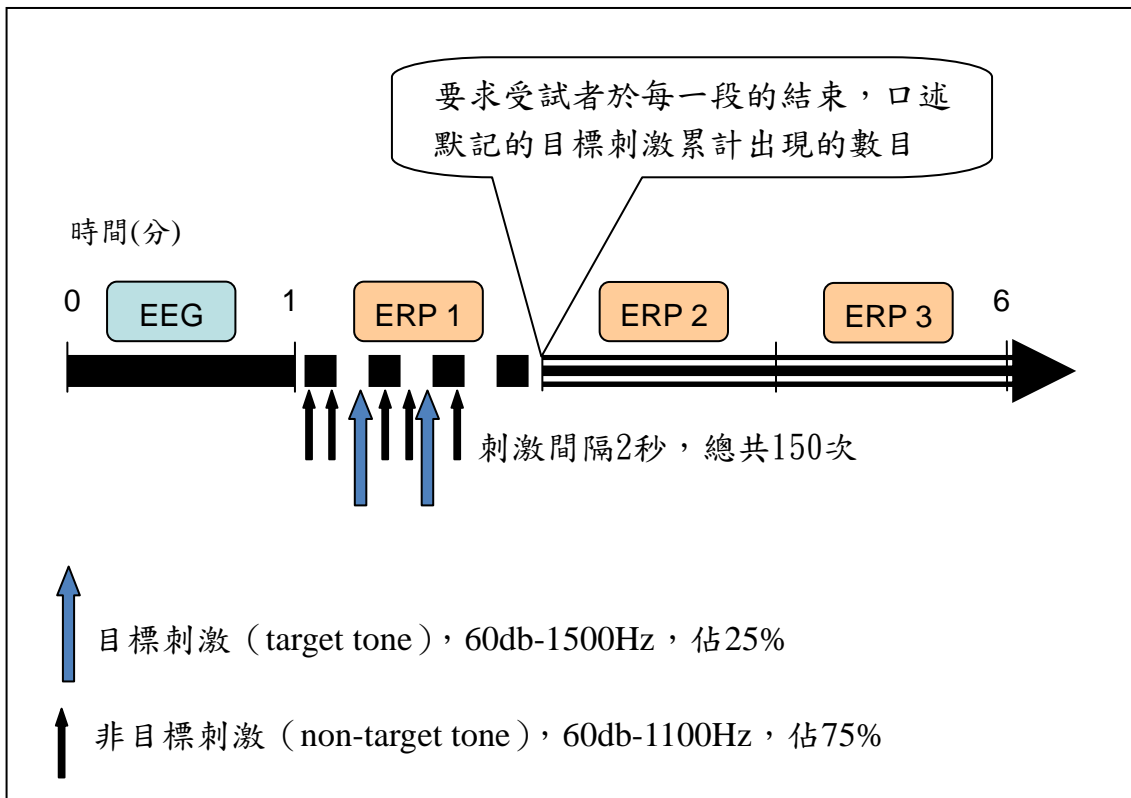 要求受試者於每一段的結束，口述
默記的目標刺激累計出現的數目
時間(分)
0 EEG 1 ERP 1 ERP 2 ERP 3 6
刺激間隔2秒，總共150次
目標刺激（target tone），60db-1500Hz，佔25%
非目標刺激（non-target tone），60db-1100Hz，佔75%